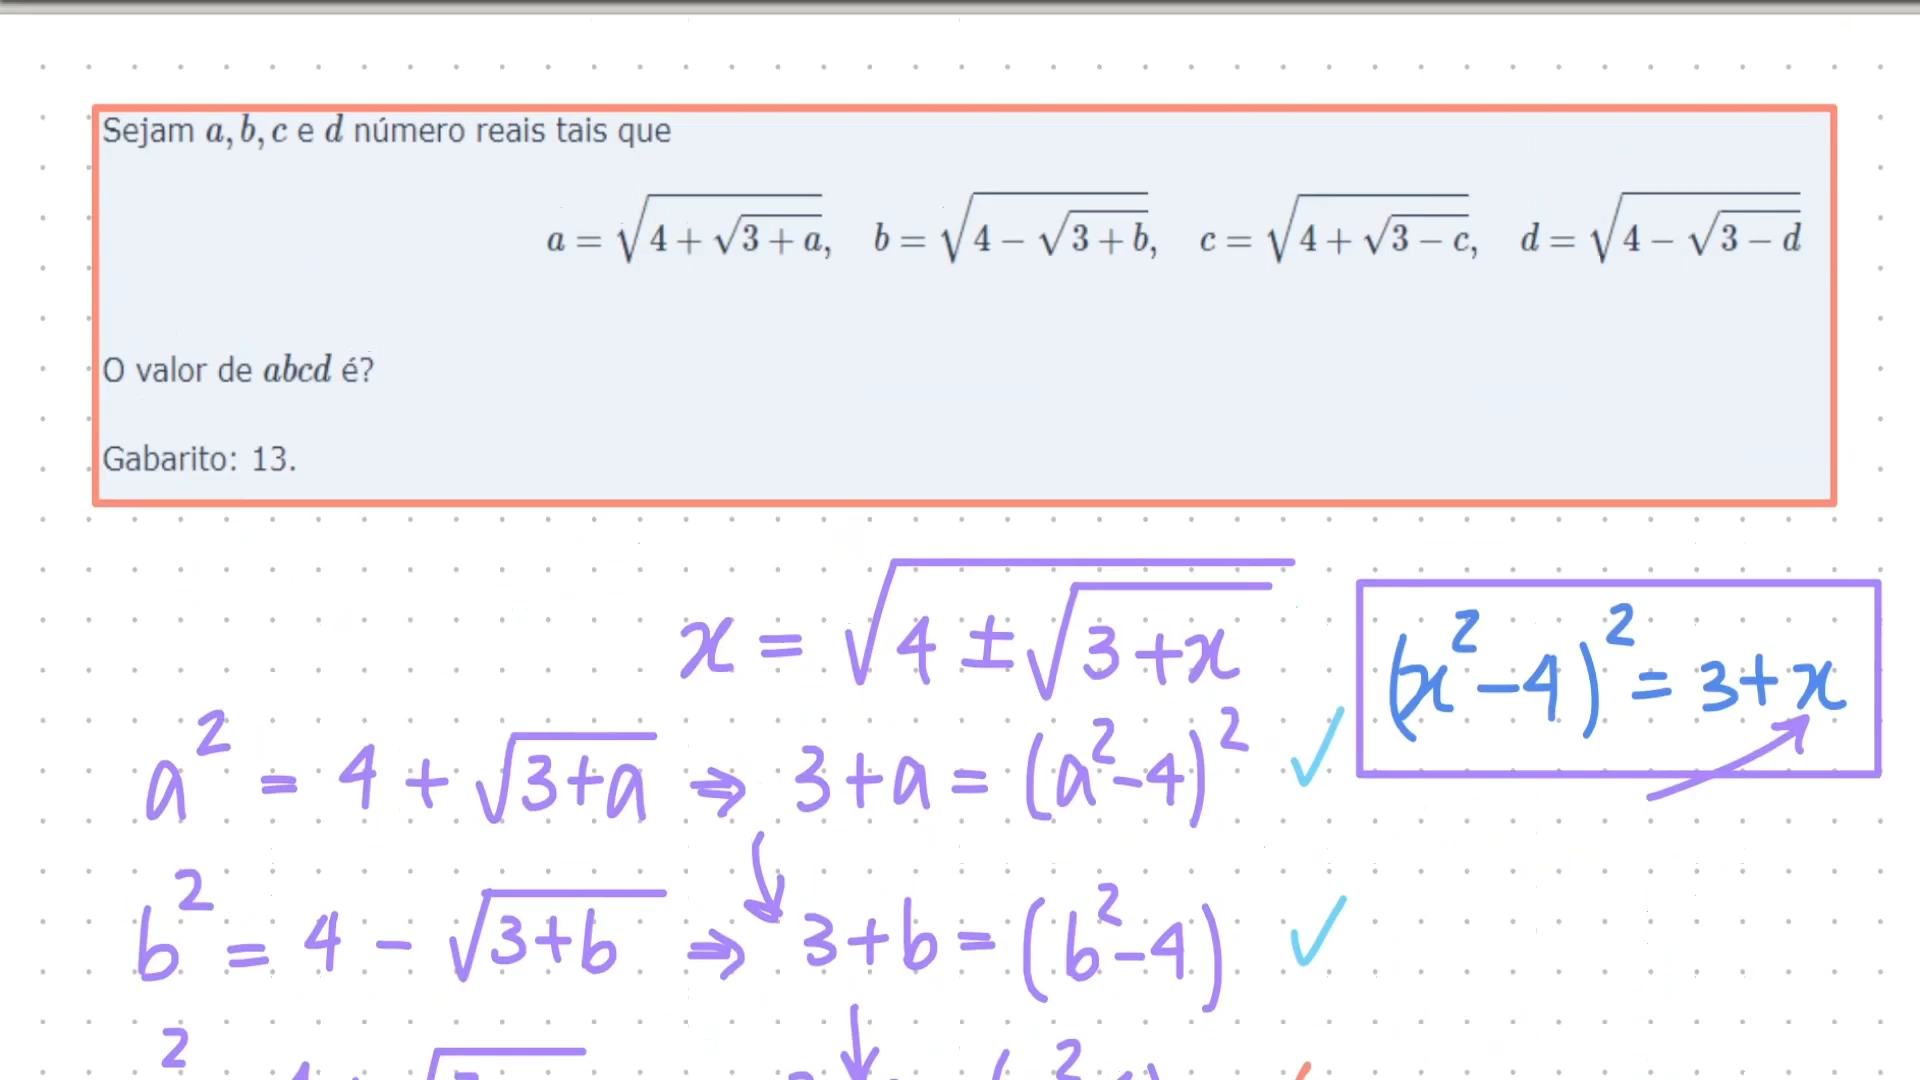 Sejam a, b, c e d número reais tais que
a = √(4 + √(3 + a)), b = √(4 − √(3 + b)), c = √(4 + √(3 − c)), d = √(4 − √(3 − d))
O valor de abcd é?
Gabarito: 13.
x = √(4 ± √(3 + x))
(x² − 4)² = 3 + x
a² = 4 + √(3 + a) ⇒ 3 + a = (a² − 4)² ✓
b² = 4 − √(3 + b) ⇒ 3 + b = (b² − 4) ✓